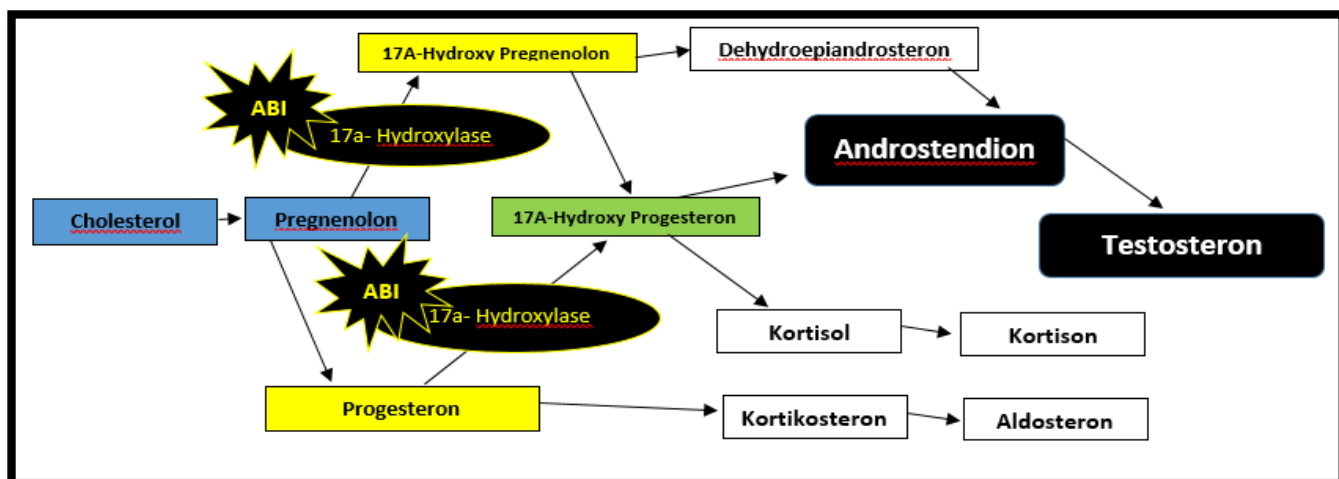 17A-Hydroxy Pregnenolon
Dehydroepiandrosteron
ABI
17a- Hydroxylase
Androstendion
Cholesterol
Pregnenolon
17A-Hydroxy Progesteron
Testosteron
ABI
17a- Hydroxylase
Kortisol
Kortison
Progesteron
Kortikosteron
Aldosteron